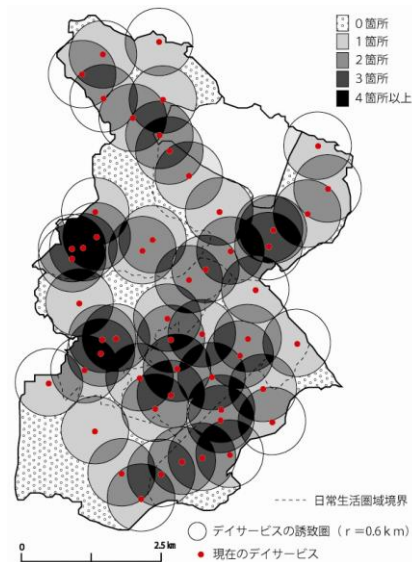 0 箇所
1 箇所
2 箇所
3 箇所
4 箇所以上
日常生活圏域境界
デイサービスの誘致圏（ｒ＝0.6ｋｍ）
現在のデイサービス
0 2.5 km